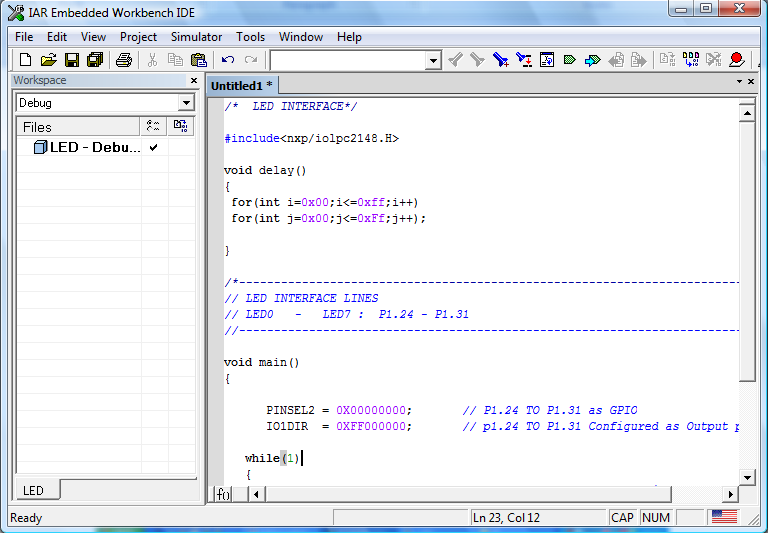 IAR Embedded Workbench IDE
File Edit View Project Simulator Tools Window Help
Workspace
Debug
Files
LED - Debu...
LED
Untitled1 *
/*  LED INTERFACE*/
#include<nxp/iolpc2148.H>
void delay()
{
for(int i=0x00;i<=0xff;i++)
for(int j=0x00;j<=0xFf;j++);
}
/*--------------------------------------------------------------------------
// LED INTERFACE LINES
// LED0   -   LED7 :  P1.24 - P1.31
//--------------------------------------------------------------------------
void main()
{
PINSEL2 = 0X00000000;       // P1.24 TO P1.31 as GPIO
IO1DIR  = 0XFF000000;       // p1.24 TO P1.31 Configured as Output p
while(1)
{
f()
Ready
Ln 23, Col 12
CAP NUM